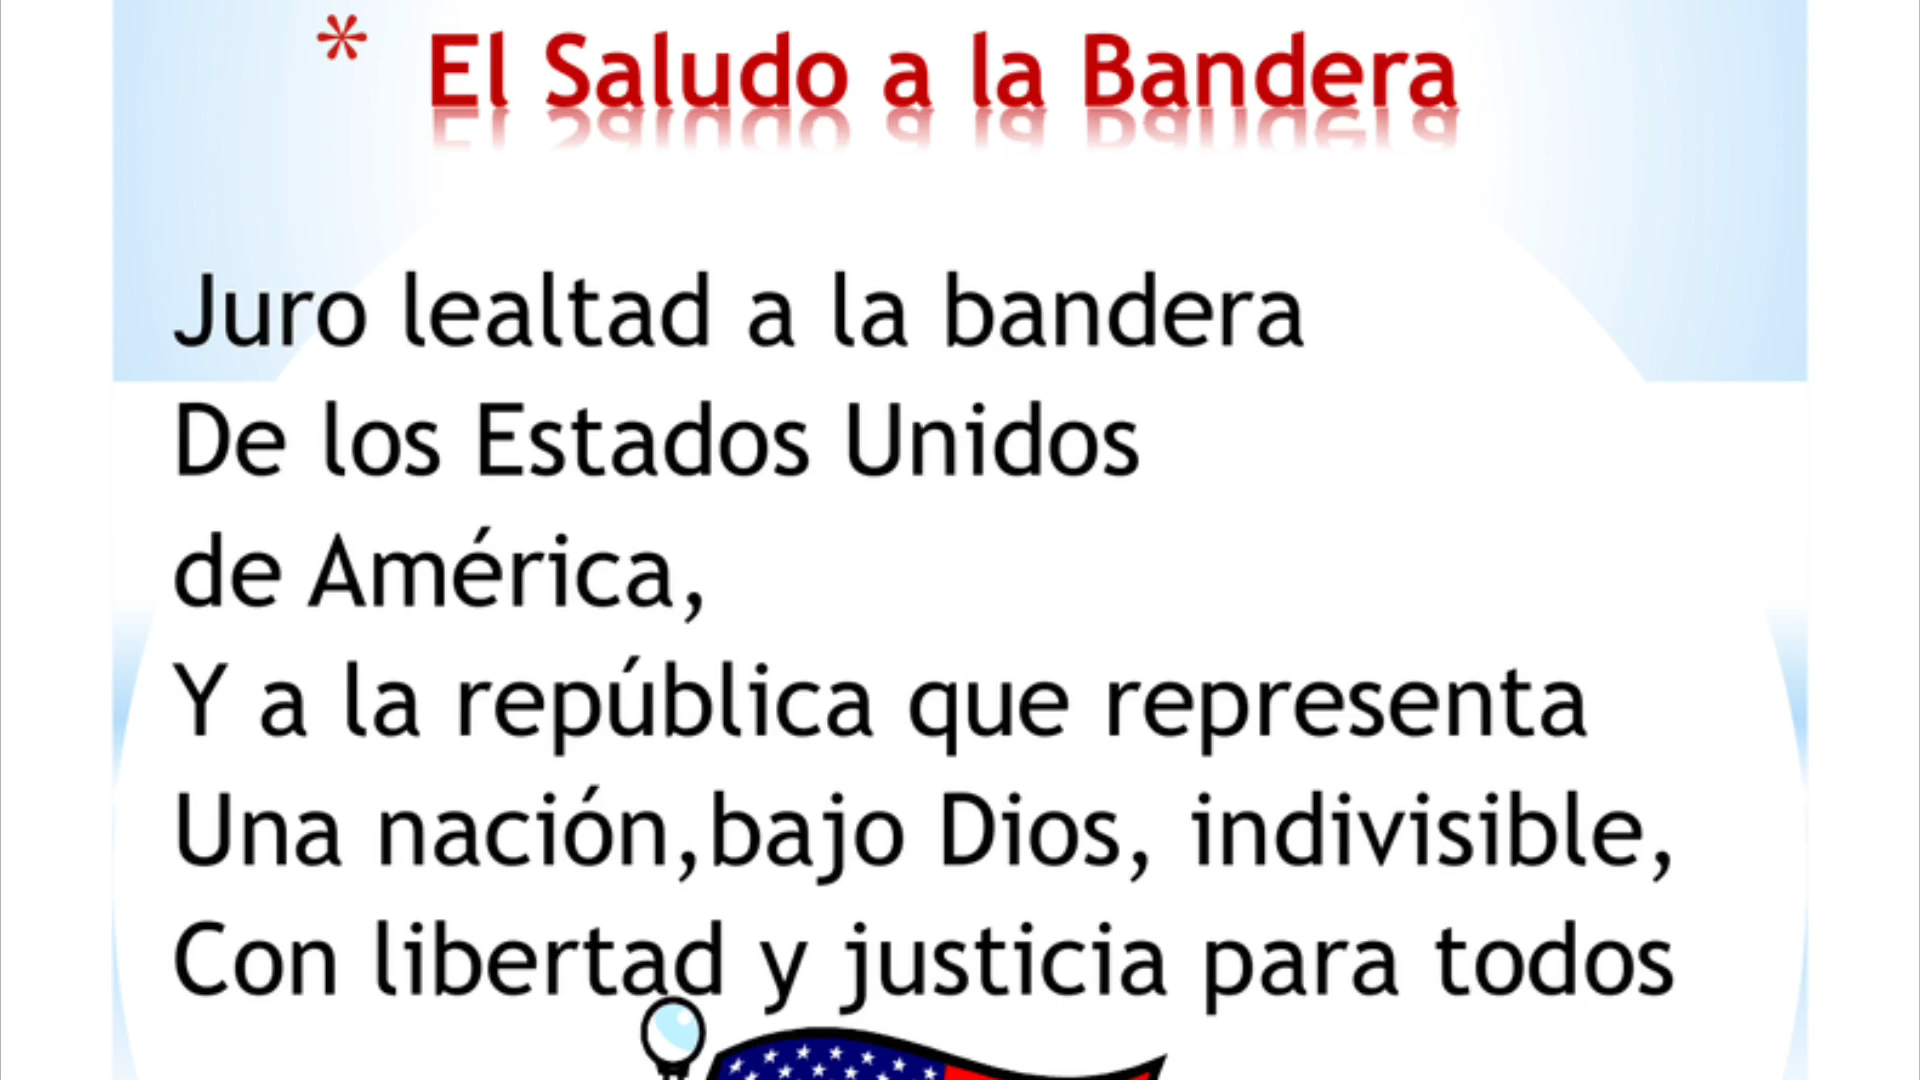 * El Saludo a la Bandera
Juro lealtad a la bandera
De los Estados Unidos
de América,
Y a la república que representa
Una nación,bajo Dios, indivisible,
Con libertad y justicia para todos